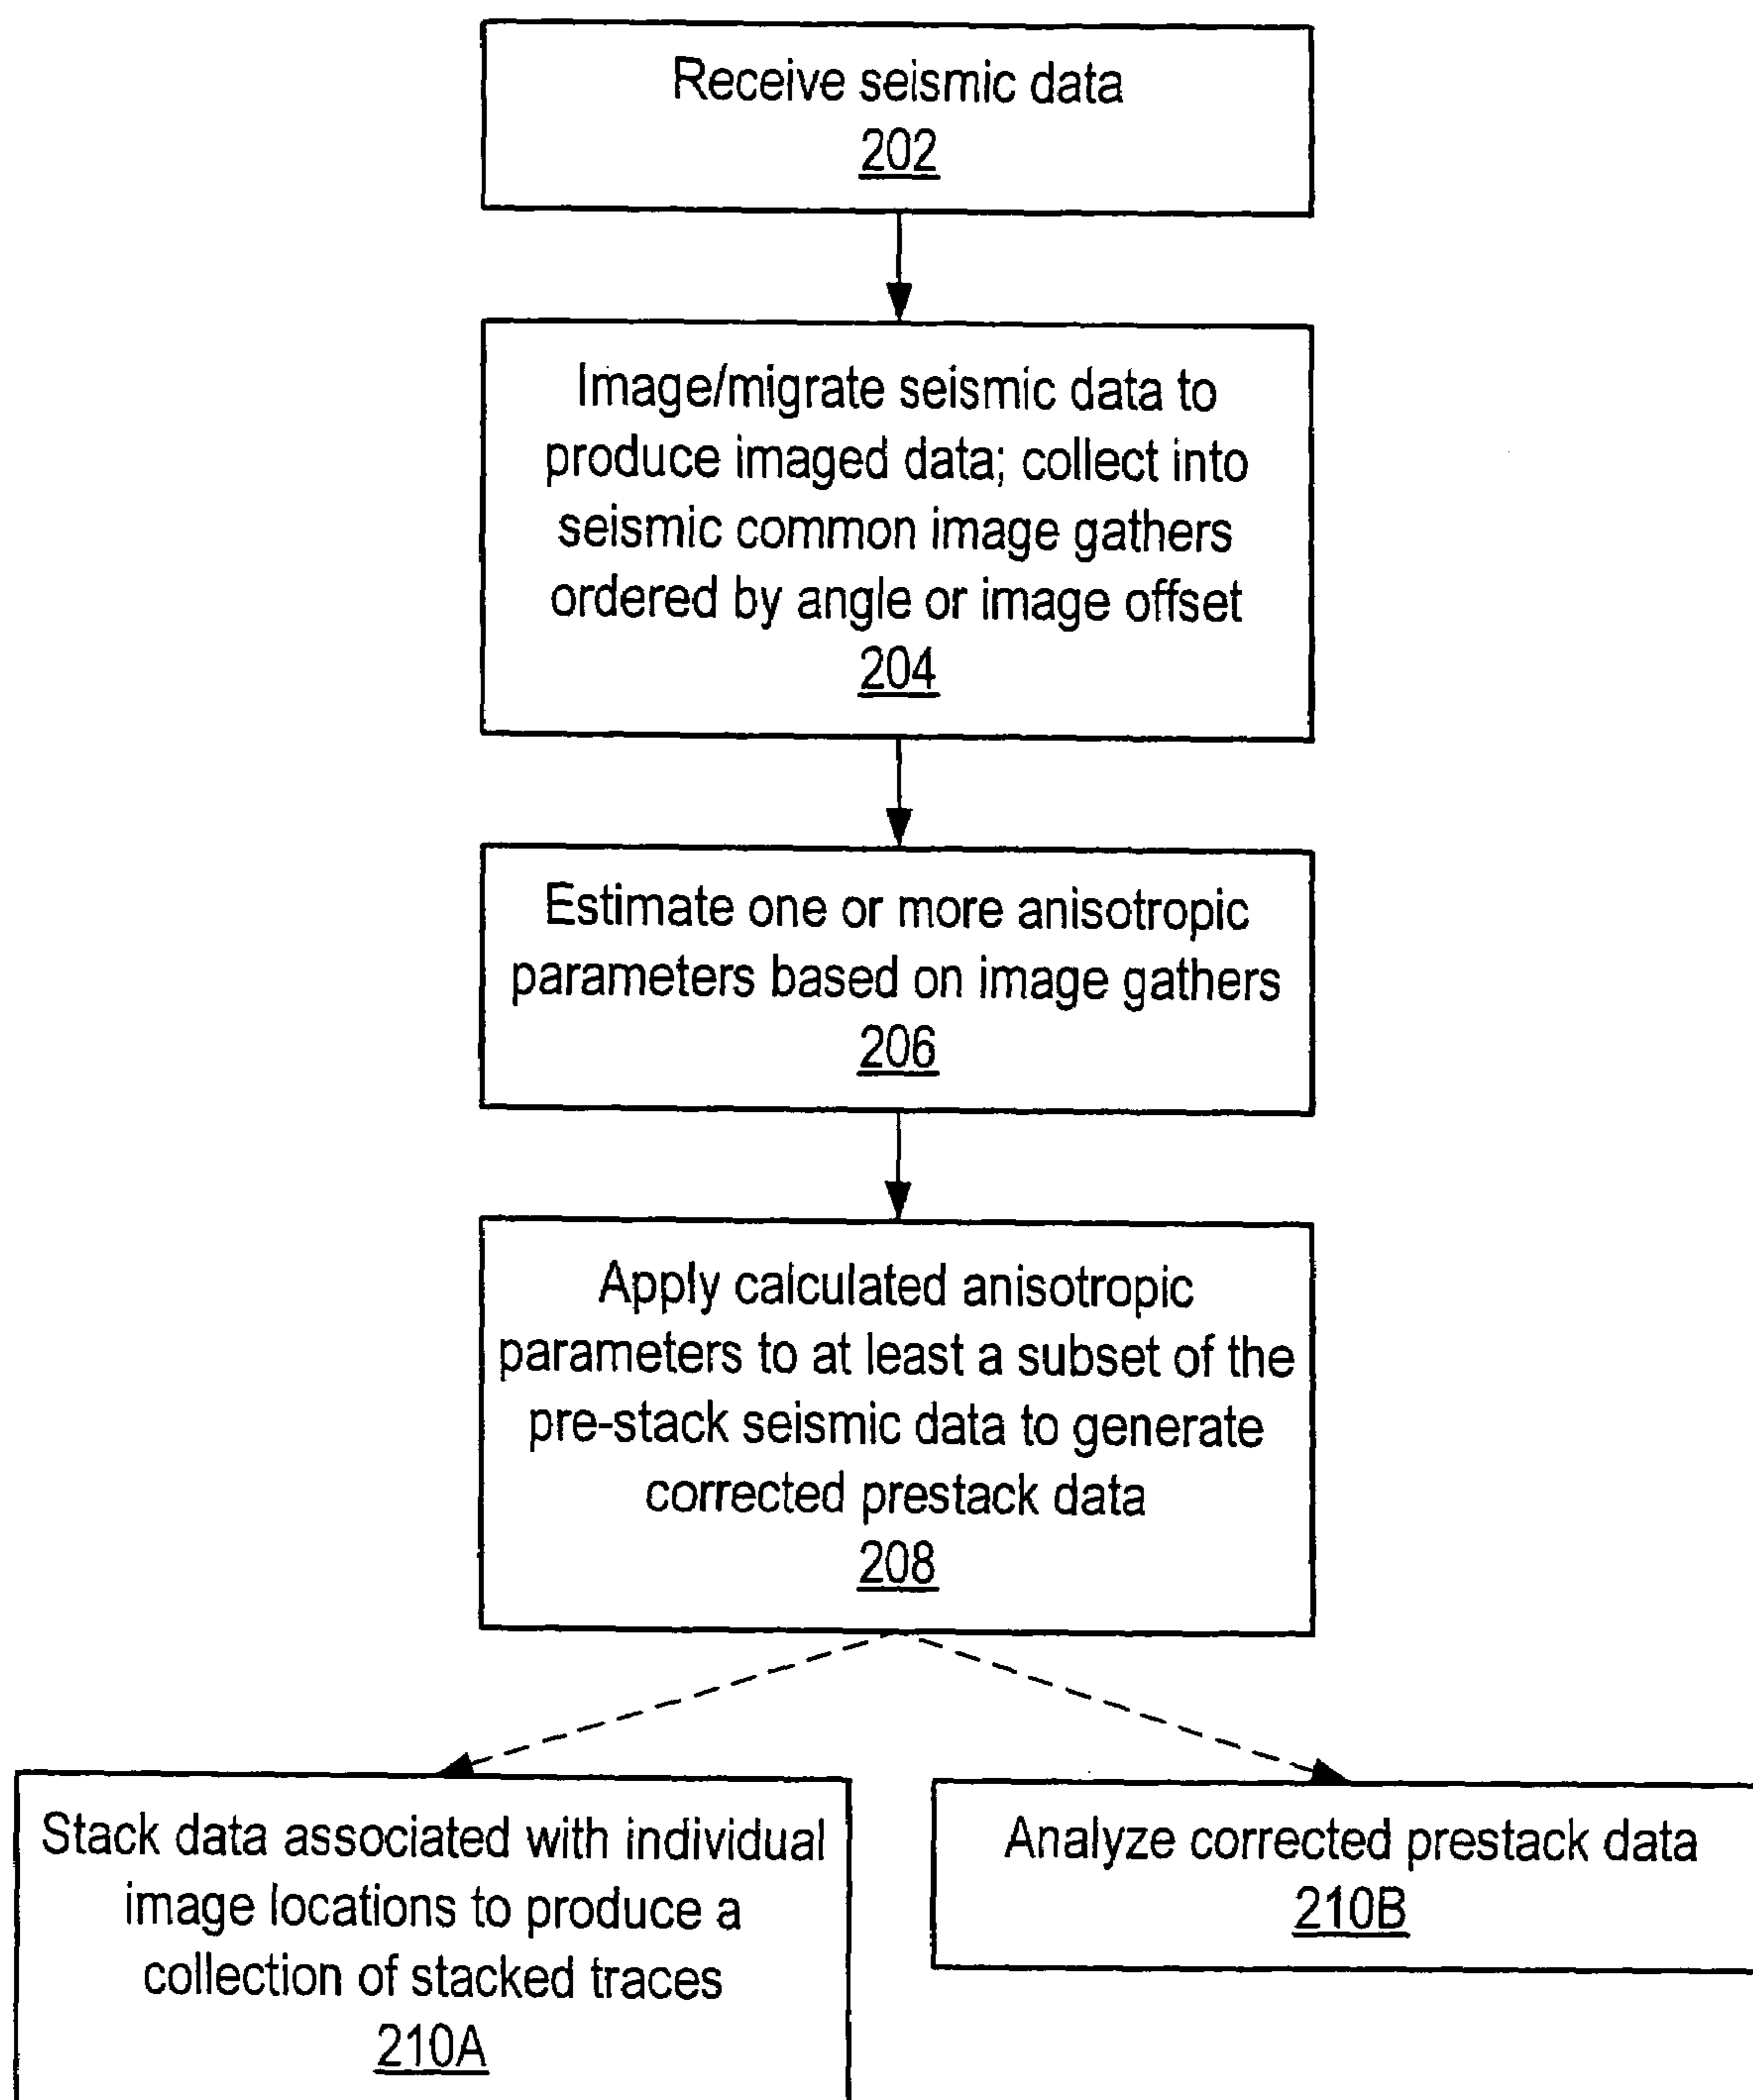 Receive seismic data
202
Image/migrate seismic data to
produce imaged data; collect into
seismic common image gathers
ordered by angle or image offset
204
Estimate one or more anisotropic
parameters based on image gathers
206
Apply calculated anisotropic
parameters to at least a subset of the
pre-stack seismic data to generate
corrected prestack data
208
Stack data associated with individual
image locations to produce a
collection of stacked traces
210A
Analyze corrected prestack data
210B